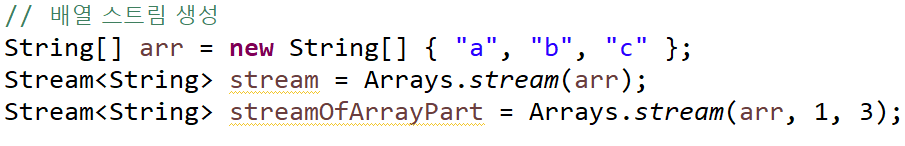 // 배열 스트림 생성
String[] arr = new String[] { "a", "b", "c" };
Stream<String> stream = Arrays.stream(arr);
Stream<String> streamOfArrayPart = Arrays.stream(arr, 1, 3);